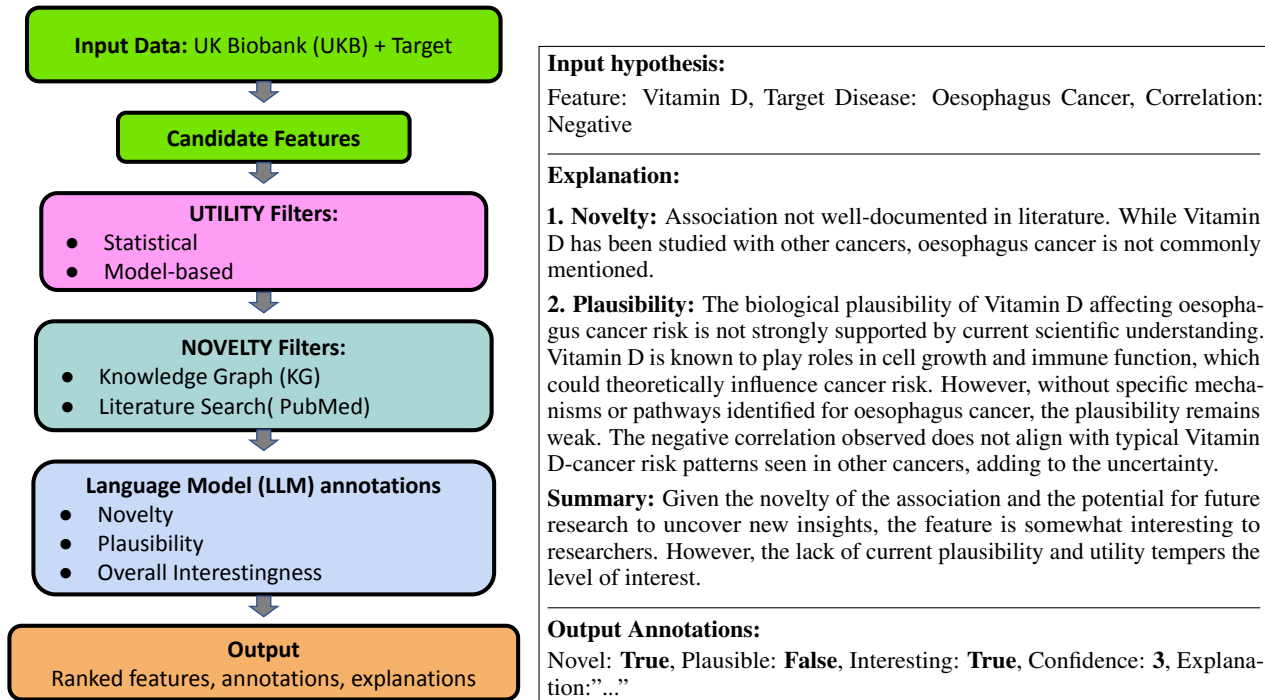 Input Data: UK Biobank (UKB) + Target
Candidate Features
UTILITY Filters:
● Statistical
● Model-based
NOVELTY Filters:
● Knowledge Graph (KG)
● Literature Search( PubMed)
Language Model (LLM) annotations
● Novelty
● Plausibility
● Overall Interestingness
Output
Ranked features, annotations, explanations
Input hypothesis:
Feature: Vitamin D, Target Disease: Oesophagus Cancer, Correlation:
Negative
Explanation:
1. Novelty: Association not well-documented in literature. While Vitamin
D has been studied with other cancers, oesophagus cancer is not commonly
mentioned.
2. Plausibility: The biological plausibility of Vitamin D affecting oesopha-
gus cancer risk is not strongly supported by current scientific understanding.
Vitamin D is known to play roles in cell growth and immune function, which
could theoretically influence cancer risk. However, without specific mecha-
nisms or pathways identified for oesophagus cancer, the plausibility remains
weak. The negative correlation observed does not align with typical Vitamin
D-cancer risk patterns seen in other cancers, adding to the uncertainty.
Summary: Given the novelty of the association and the potential for future
research to uncover new insights, the feature is somewhat interesting to
researchers. However, the lack of current plausibility and utility tempers the
level of interest.
Output Annotations:
Novel: True, Plausible: False, Interesting: True, Confidence: 3, Explana-
tion:"..."